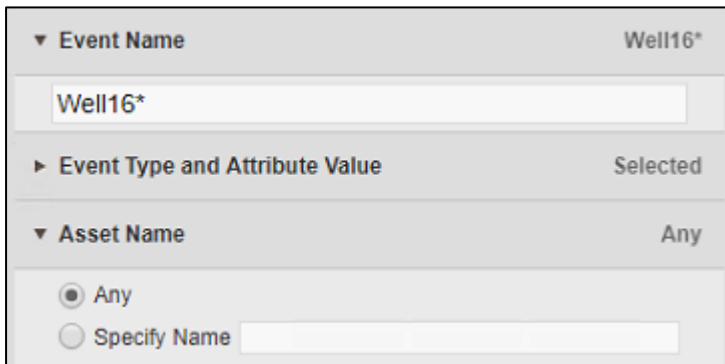 Event Name Well16*
Well16*
Event Type and Attribute Value Selected
Asset Name Any
Any
Specify Name